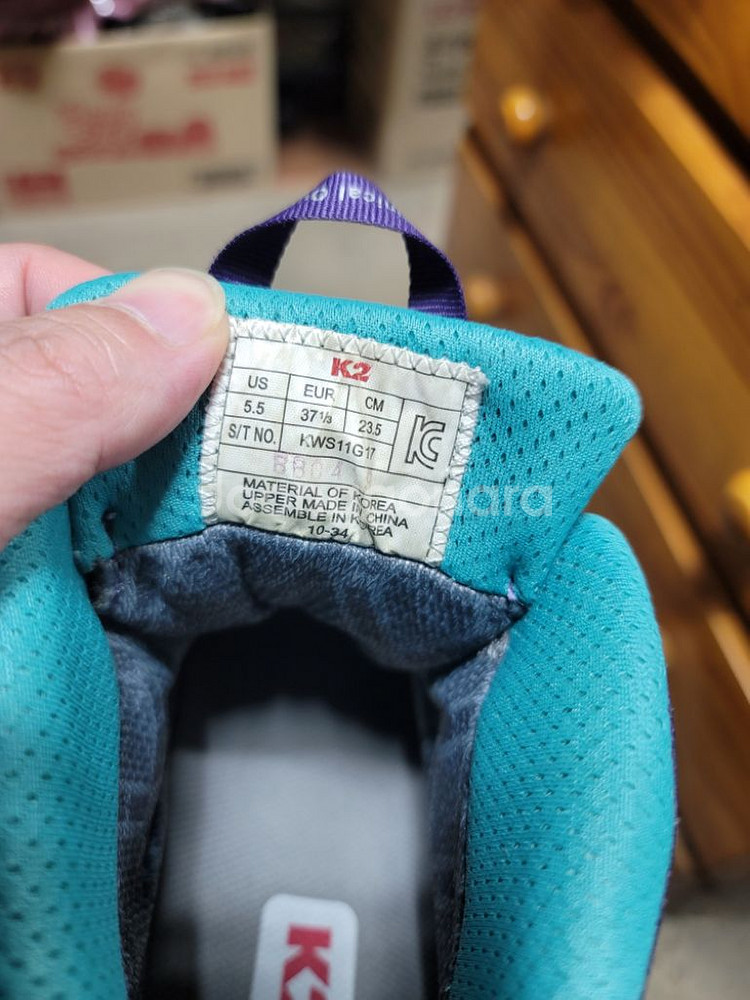 K2
US EUR CM
5.5 37⅓ 23.5
S/T NO. KWS11G17
MATERIAL OF KOREA
UPPER MADE IN CHINA
ASSEMBLE IN KOREA
10-34
K2